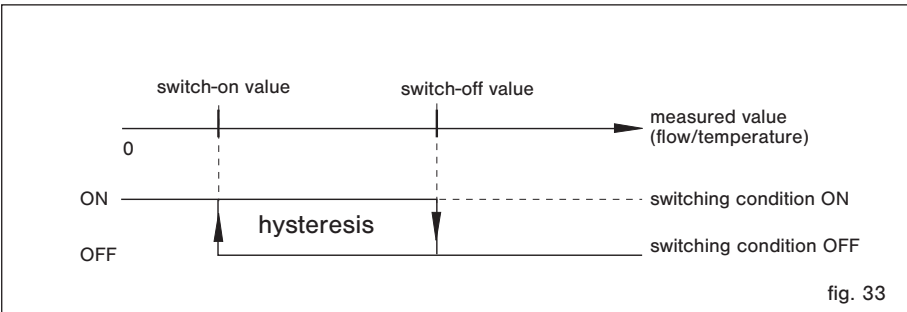 switch-on value
switch-off value
measured value
(flow/temperature)
0
ON
switching condition ON
hysteresis
OFF
switching condition OFF
fig. 33